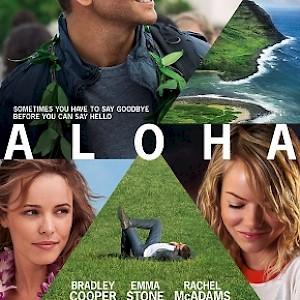 SOMETIMES YOU HAVE TO SAY GOODBYE
BEFORE YOU CAN SAY HELLO
ALOHA
BRADLEY COOPER EMMA STONE RACHEL McADAMS